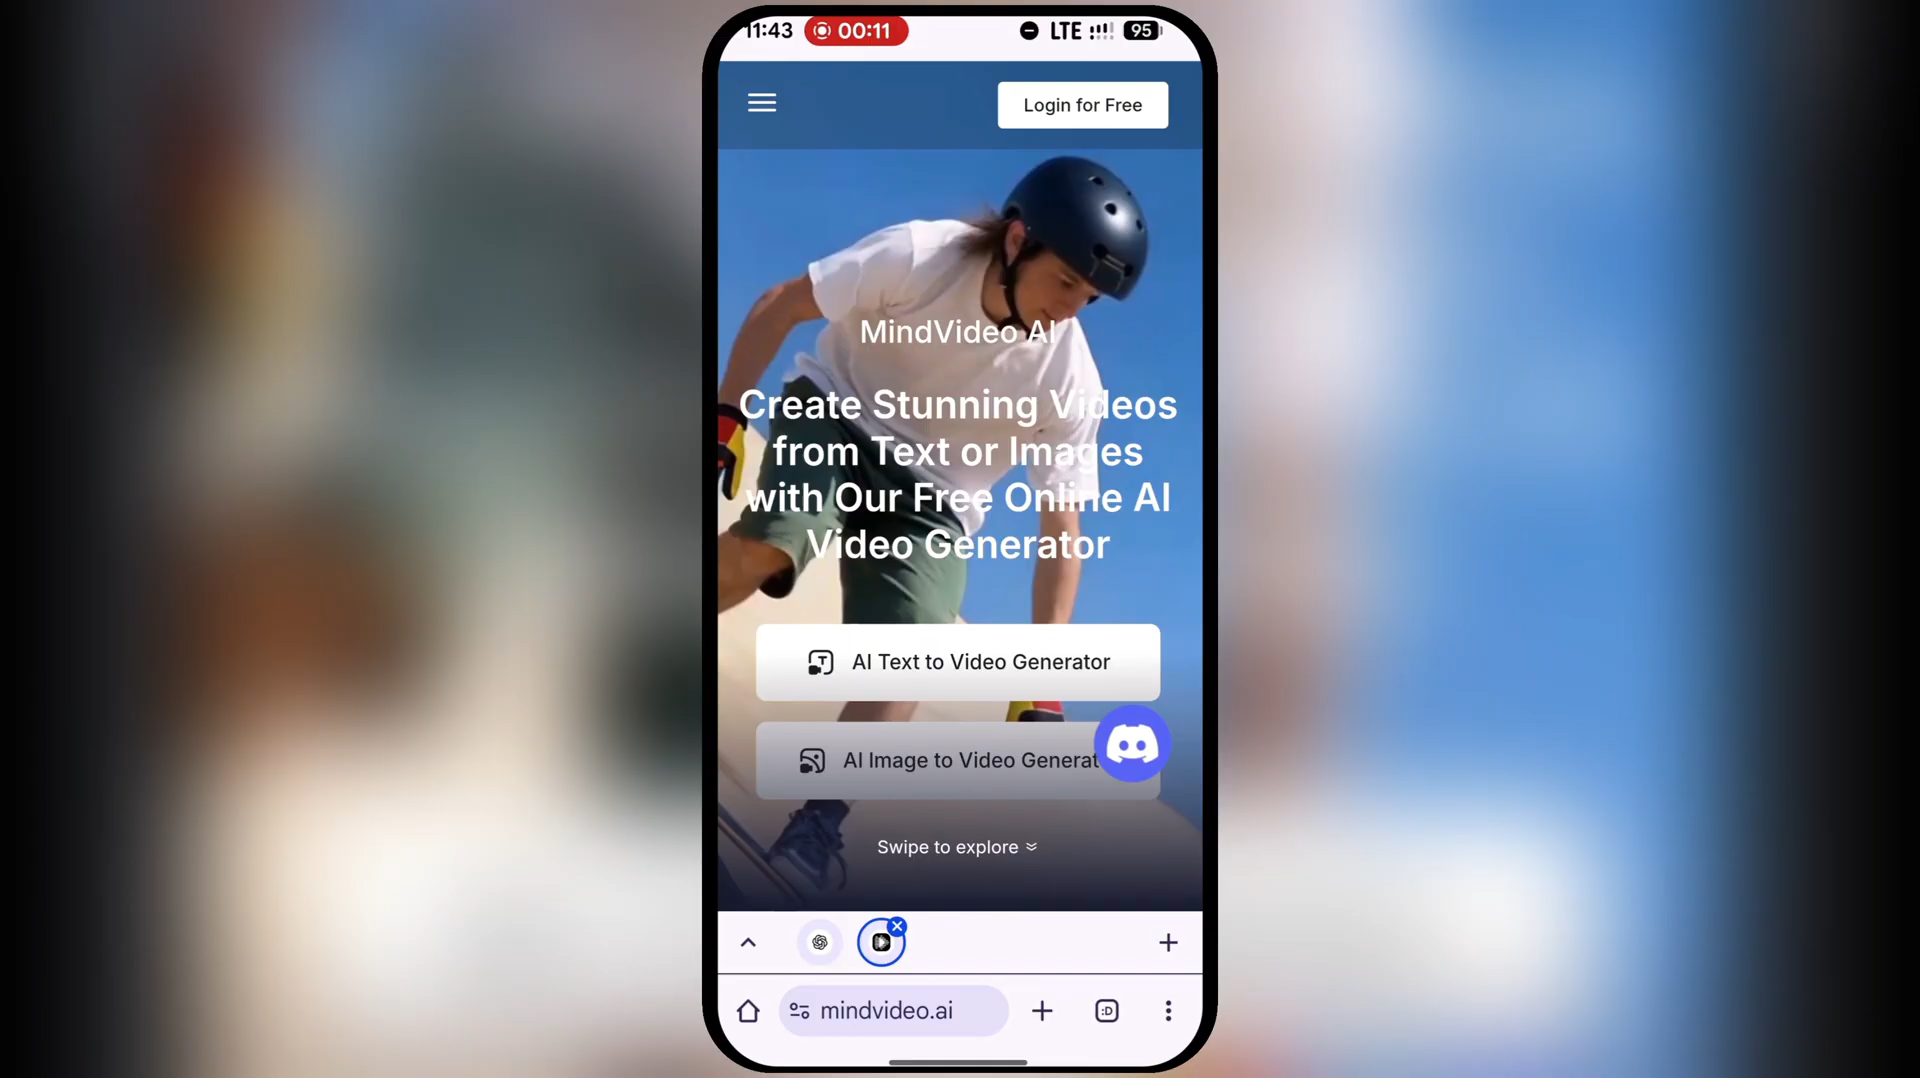 11:43 00:11 LTE 95
Login for Free
MindVideo AI
Create Stunning Videos
from Text or Images
with Our Free Online AI
Video Generator
AI Text to Video Generator
AI Image to Video Generat
Swipe to explore
mindvideo.ai
:D